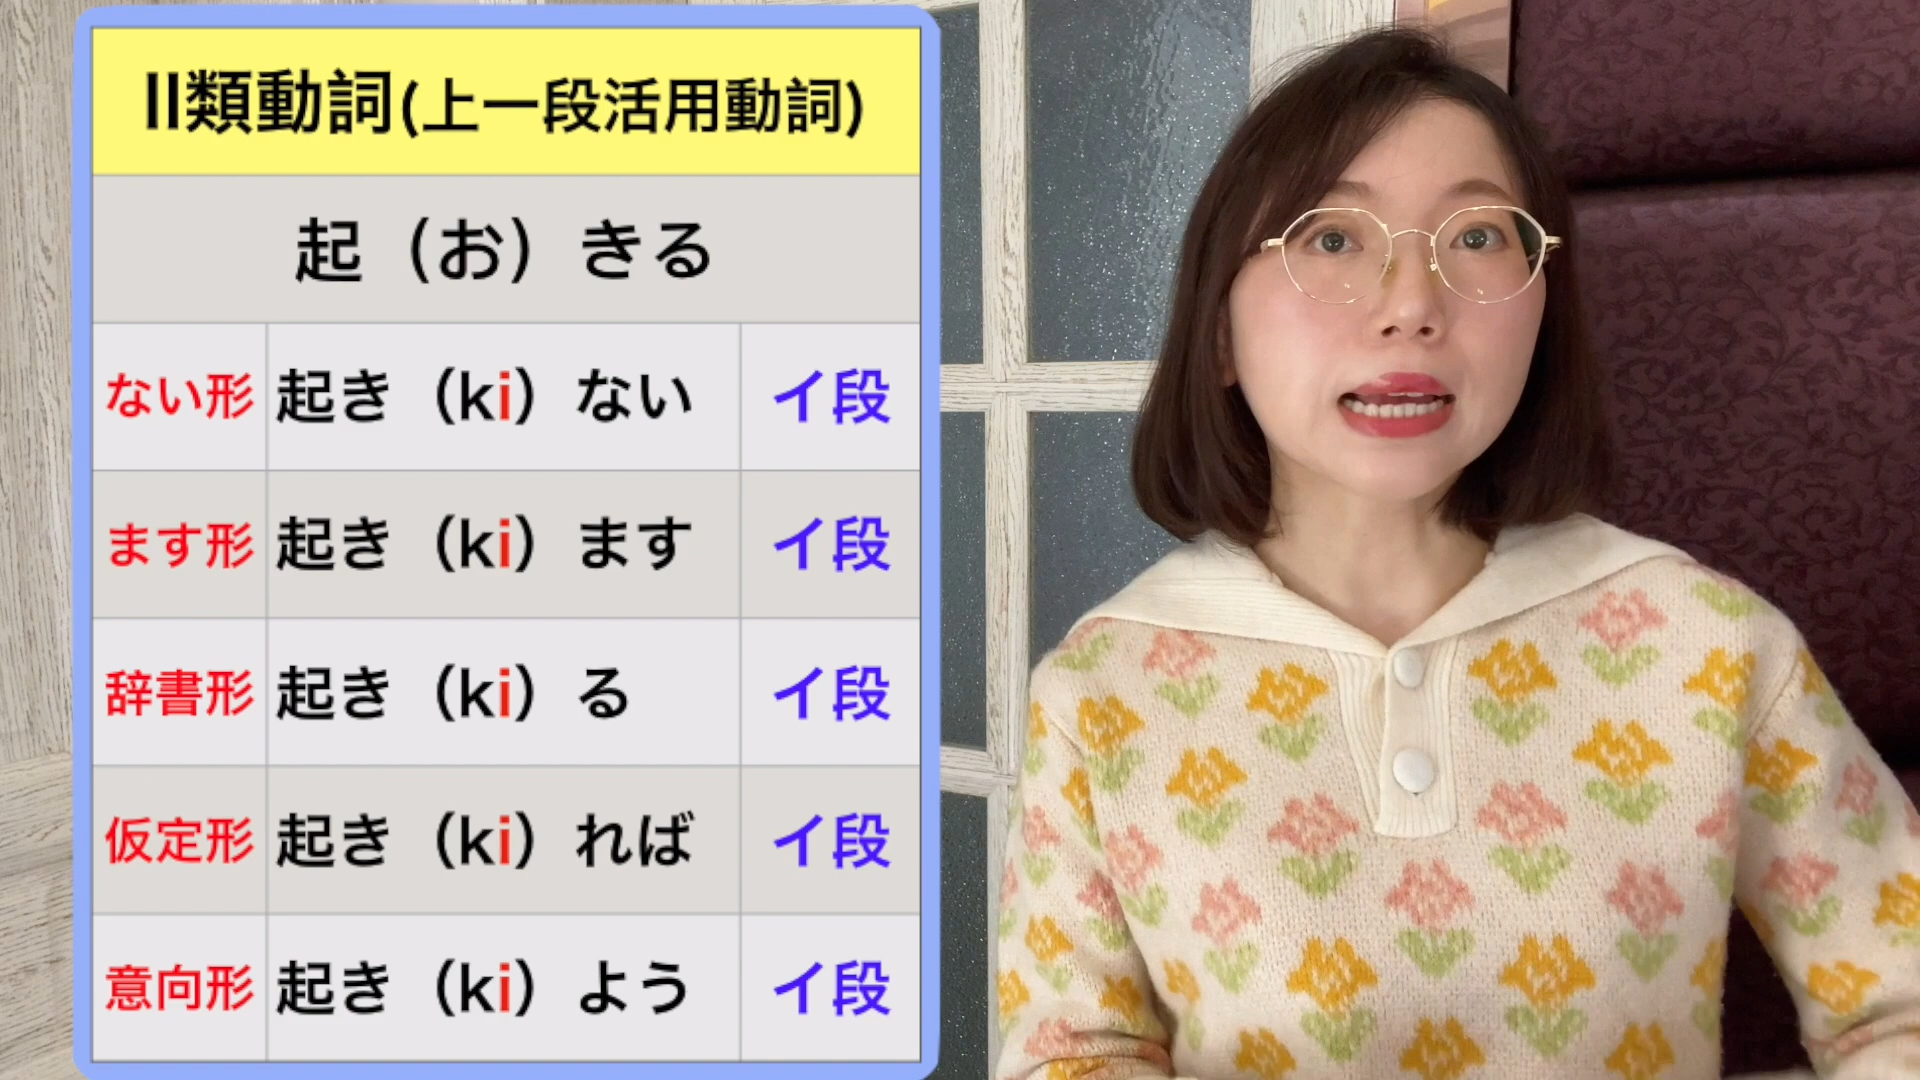 II類動詞(上一段活用動詞)
起（お）きる
ない形 起き（ki）ない イ段
ます形 起き（ki）ます イ段
辞書形 起き（ki）る イ段
仮定形 起き（ki）れば イ段
意向形 起き（ki）よう イ段